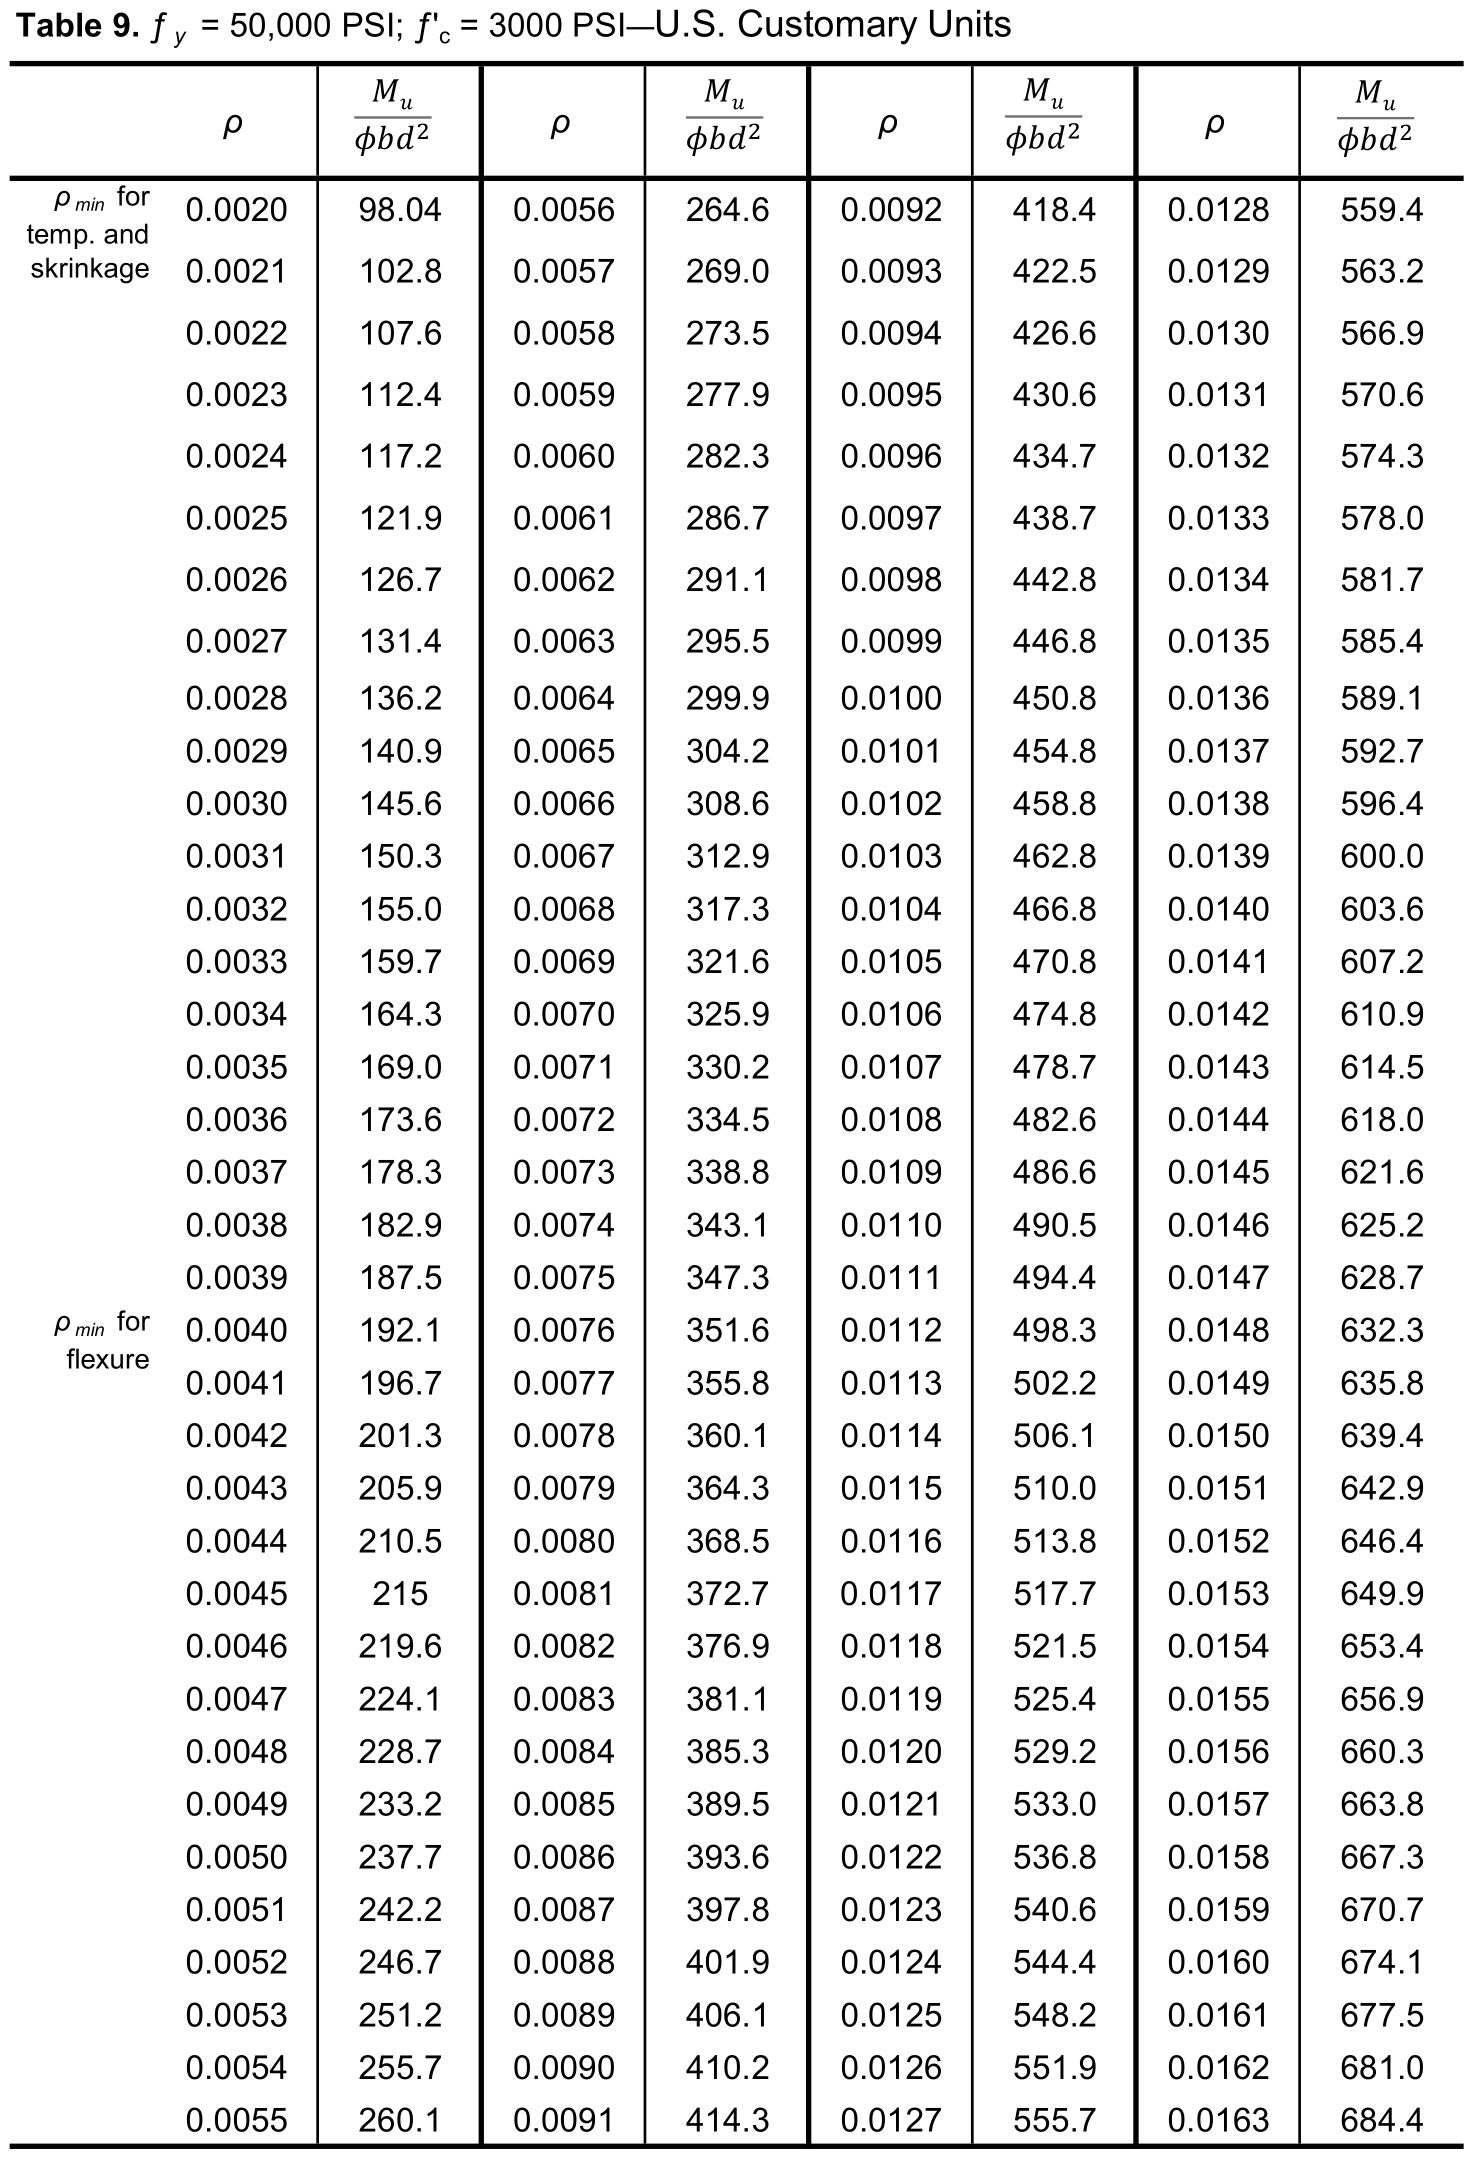 Table 9. f y = 50,000 PSI; f'c = 3000 PSI—U.S. Customary Units
ρ Mu/ϕbd² ρ Mu/ϕbd² ρ Mu/ϕbd² ρ Mu/ϕbd²
ρ min for temp. and skrinkage 0.0020 98.04 0.0056 264.6 0.0092 418.4 0.0128 559.4
0.0021 102.8 0.0057 269.0 0.0093 422.5 0.0129 563.2
0.0022 107.6 0.0058 273.5 0.0094 426.6 0.0130 566.9
0.0023 112.4 0.0059 277.9 0.0095 430.6 0.0131 570.6
0.0024 117.2 0.0060 282.3 0.0096 434.7 0.0132 574.3
0.0025 121.9 0.0061 286.7 0.0097 438.7 0.0133 578.0
0.0026 126.7 0.0062 291.1 0.0098 442.8 0.0134 581.7
0.0027 131.4 0.0063 295.5 0.0099 446.8 0.0135 585.4
0.0028 136.2 0.0064 299.9 0.0100 450.8 0.0136 589.1
0.0029 140.9 0.0065 304.2 0.0101 454.8 0.0137 592.7
0.0030 145.6 0.0066 308.6 0.0102 458.8 0.0138 596.4
0.0031 150.3 0.0067 312.9 0.0103 462.8 0.0139 600.0
0.0032 155.0 0.0068 317.3 0.0104 466.8 0.0140 603.6
0.0033 159.7 0.0069 321.6 0.0105 470.8 0.0141 607.2
0.0034 164.3 0.0070 325.9 0.0106 474.8 0.0142 610.9
0.0035 169.0 0.0071 330.2 0.0107 478.7 0.0143 614.5
0.0036 173.6 0.0072 334.5 0.0108 482.6 0.0144 618.0
0.0037 178.3 0.0073 338.8 0.0109 486.6 0.0145 621.6
0.0038 182.9 0.0074 343.1 0.0110 490.5 0.0146 625.2
0.0039 187.5 0.0075 347.3 0.0111 494.4 0.0147 628.7
ρ min for flexure 0.0040 192.1 0.0076 351.6 0.0112 498.3 0.0148 632.3
0.0041 196.7 0.0077 355.8 0.0113 502.2 0.0149 635.8
0.0042 201.3 0.0078 360.1 0.0114 506.1 0.0150 639.4
0.0043 205.9 0.0079 364.3 0.0115 510.0 0.0151 642.9
0.0044 210.5 0.0080 368.5 0.0116 513.8 0.0152 646.4
0.0045 215 0.0081 372.7 0.0117 517.7 0.0153 649.9
0.0046 219.6 0.0082 376.9 0.0118 521.5 0.0154 653.4
0.0047 224.1 0.0083 381.1 0.0119 525.4 0.0155 656.9
0.0048 228.7 0.0084 385.3 0.0120 529.2 0.0156 660.3
0.0049 233.2 0.0085 389.5 0.0121 533.0 0.0157 663.8
0.0050 237.7 0.0086 393.6 0.0122 536.8 0.0158 667.3
0.0051 242.2 0.0087 397.8 0.0123 540.6 0.0159 670.7
0.0052 246.7 0.0088 401.9 0.0124 544.4 0.0160 674.1
0.0053 251.2 0.0089 406.1 0.0125 548.2 0.0161 677.5
0.0054 255.7 0.0090 410.2 0.0126 551.9 0.0162 681.0
0.0055 260.1 0.0091 414.3 0.0127 555.7 0.0163 684.4